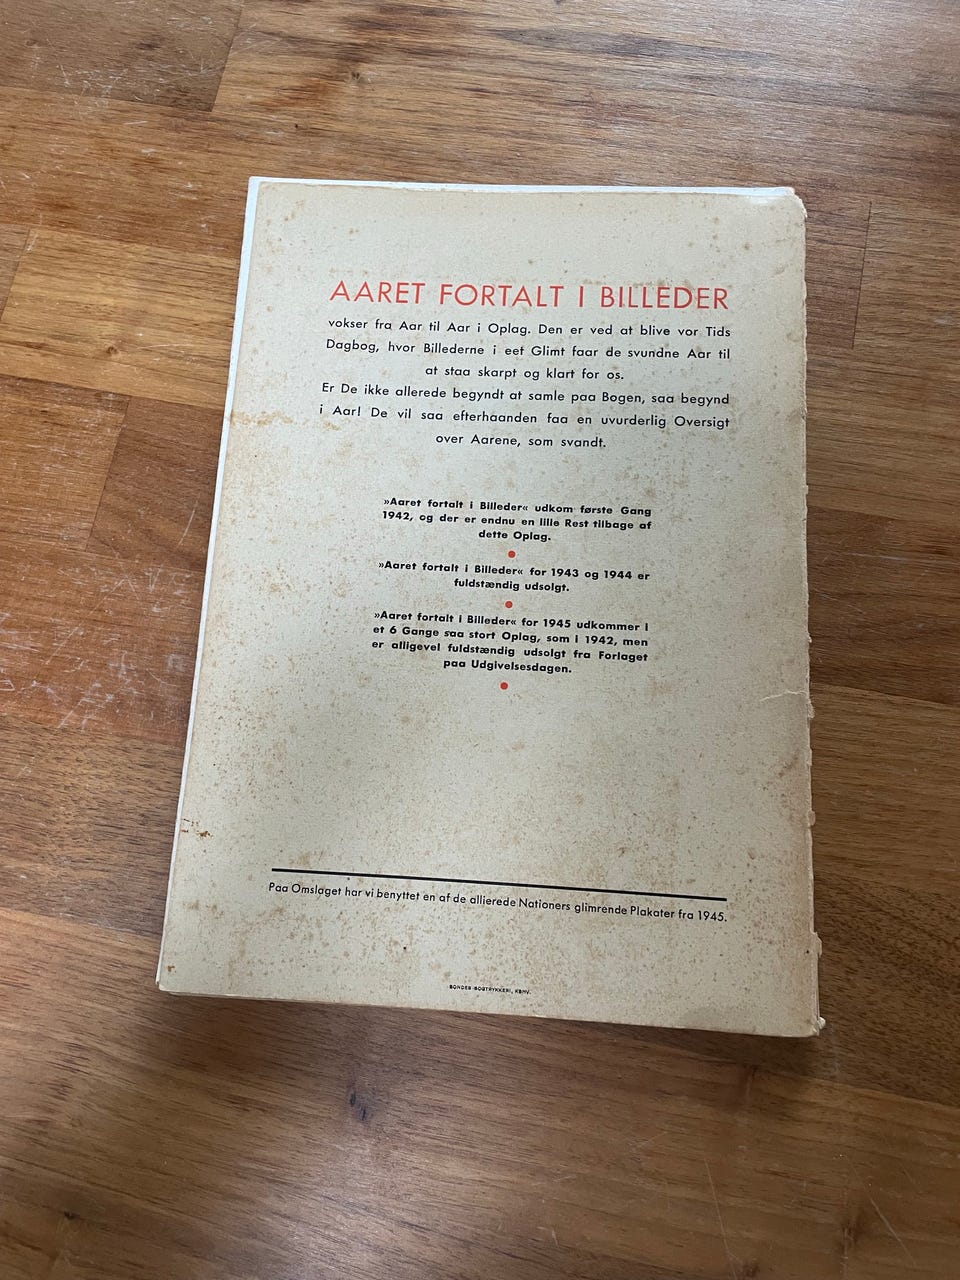 AARET FORTALT I BILLEDER
vokser fra Aar til Aar i Oplag. Den er ved at blive vor Tids
Dagbog, hvor Billederne i eet Glimt faar de svundne Aar til
at staa skarpt og klart for os.
Er De ikke allerede begyndt at samle paa Bogen, saa begynd
i Aar! De vil saa efterhaanden faa en uvurderlig Oversigt
over Aarene, som svandt.
»Aaret fortalt i Billeder« udkom første Gang
1942, og der er endnu en lille Rest tilbage af
dette Oplag.
»Aaret fortalt i Billeder« for 1943 og 1944 er
fuldstændig udsolgt.
»Aaret fortalt i Billeder« for 1945 udkommer i
et 6 Gange saa stort Oplag, som i 1942, men
er alligevel fuldstændig udsolgt fra Forlaget
paa Udgivelsesdagen.
Paa Omslaget har vi benyttet en af de allierede Nationers glimrende Plakater fra 1945.
BOGTRYKKERI, KBHV.